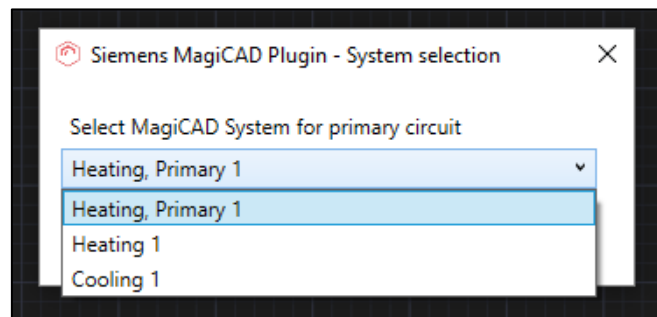 Siemens MagiCAD Plugin - System selection
Select MagiCAD System for primary circuit
Heating, Primary 1
Heating, Primary 1
Heating 1
Cooling 1